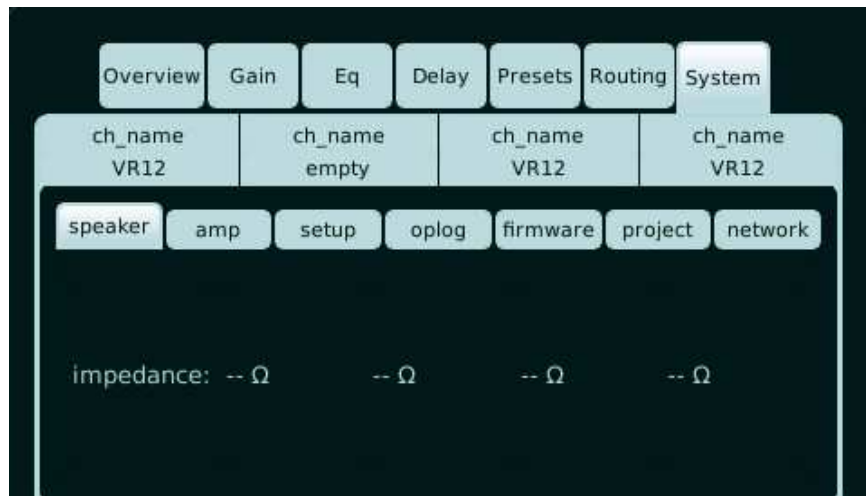 Overview Gain Eq Delay Presets Routing System
ch_name ch_name ch_name ch_name
VR12 empty VR12 VR12
speaker amp setup oplog firmware project network
impedance: -- Ω -- Ω -- Ω -- Ω